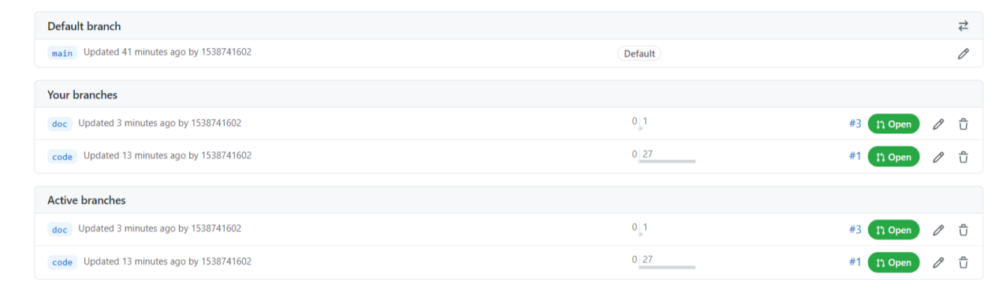 Default branch
main Updated 41 minutes ago by 1538741602 Default
Your branches
doc Updated 3 minutes ago by 1538741602 0 1 #3 Open
code Updated 13 minutes ago by 1538741602 0 27 #1 Open
Active branches
doc Updated 3 minutes ago by 1538741602 0 1 #3 Open
code Updated 13 minutes ago by 1538741602 0 27 #1 Open